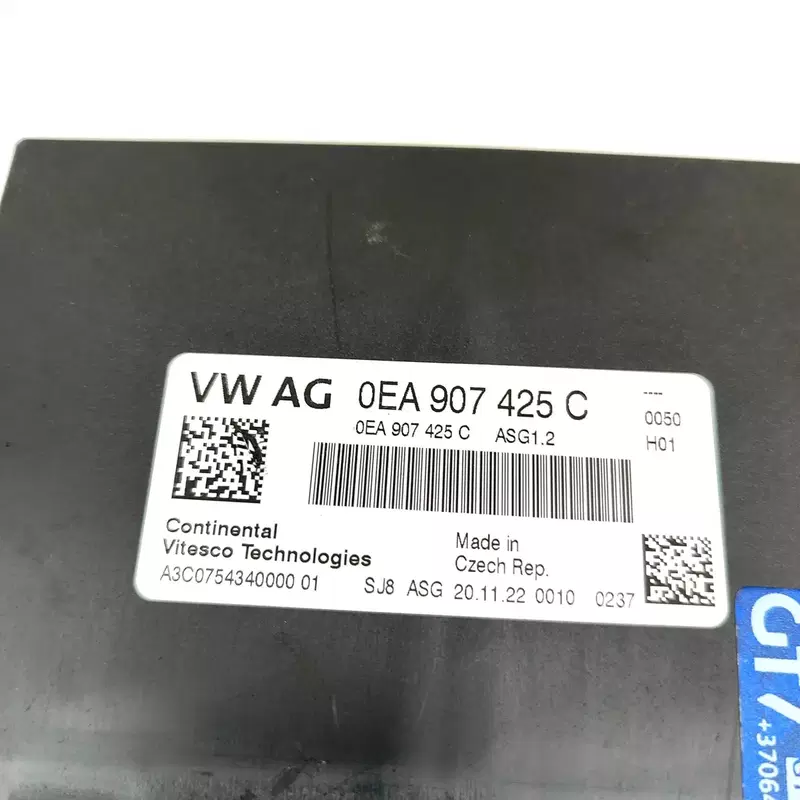 VW AG 0EA 907 425 C
0EA 907 425 C ASG1.2
----
0050
H01
Continental
Vitesco Technologies
A3C0754340000 01
Made in
Czech Rep.
SJ8 ASG 20.11.22 0010 0237